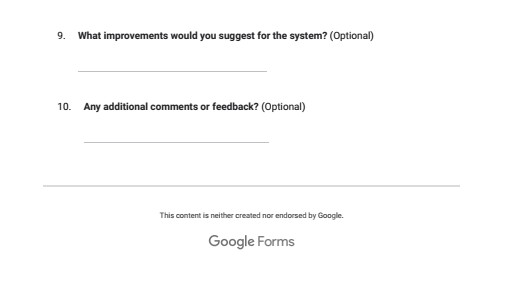 9. What improvements would you suggest for the system? (Optional)
10. Any additional comments or feedback? (Optional)
This content is neither created nor endorsed by Google.
Google Forms